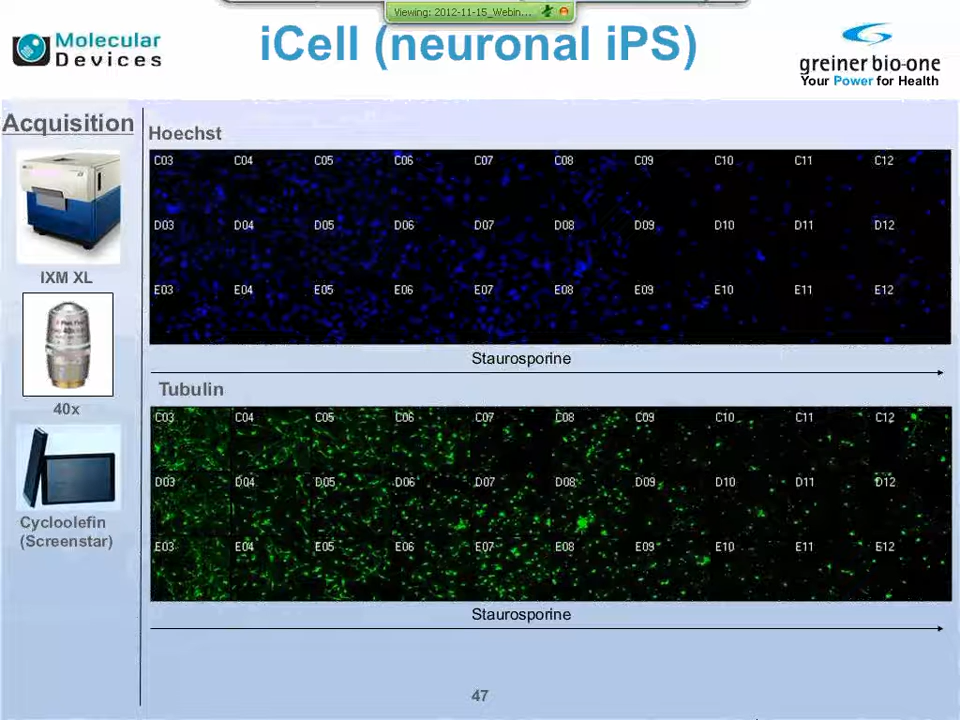 Viewing: 2012-11-15_Webin...
Molecular
Devices
iCell (neuronal iPS)
greiner bio-one
Your Power for Health
Acquisition
IXM XL
40x
Cycloolefin
(Screenstar)
Hoechst
C03 C04 C05 C06 C07 C08 C09 C10 C11 C12
D03 D04 D05 D06 D07 D08 D09 D10 D11 D12
E03 E04 E05 E06 E07 E08 E09 E10 E11 E12
Staurosporine
Tubulin
C03 C04 C05 C06 C07 C08 C09 C10 C11 C12
D03 D04 D05 D06 D07 D08 D09 D10 D11 D12
E03 E04 E05 E06 E07 E08 E09 E10 E11 E12
Staurosporine
47